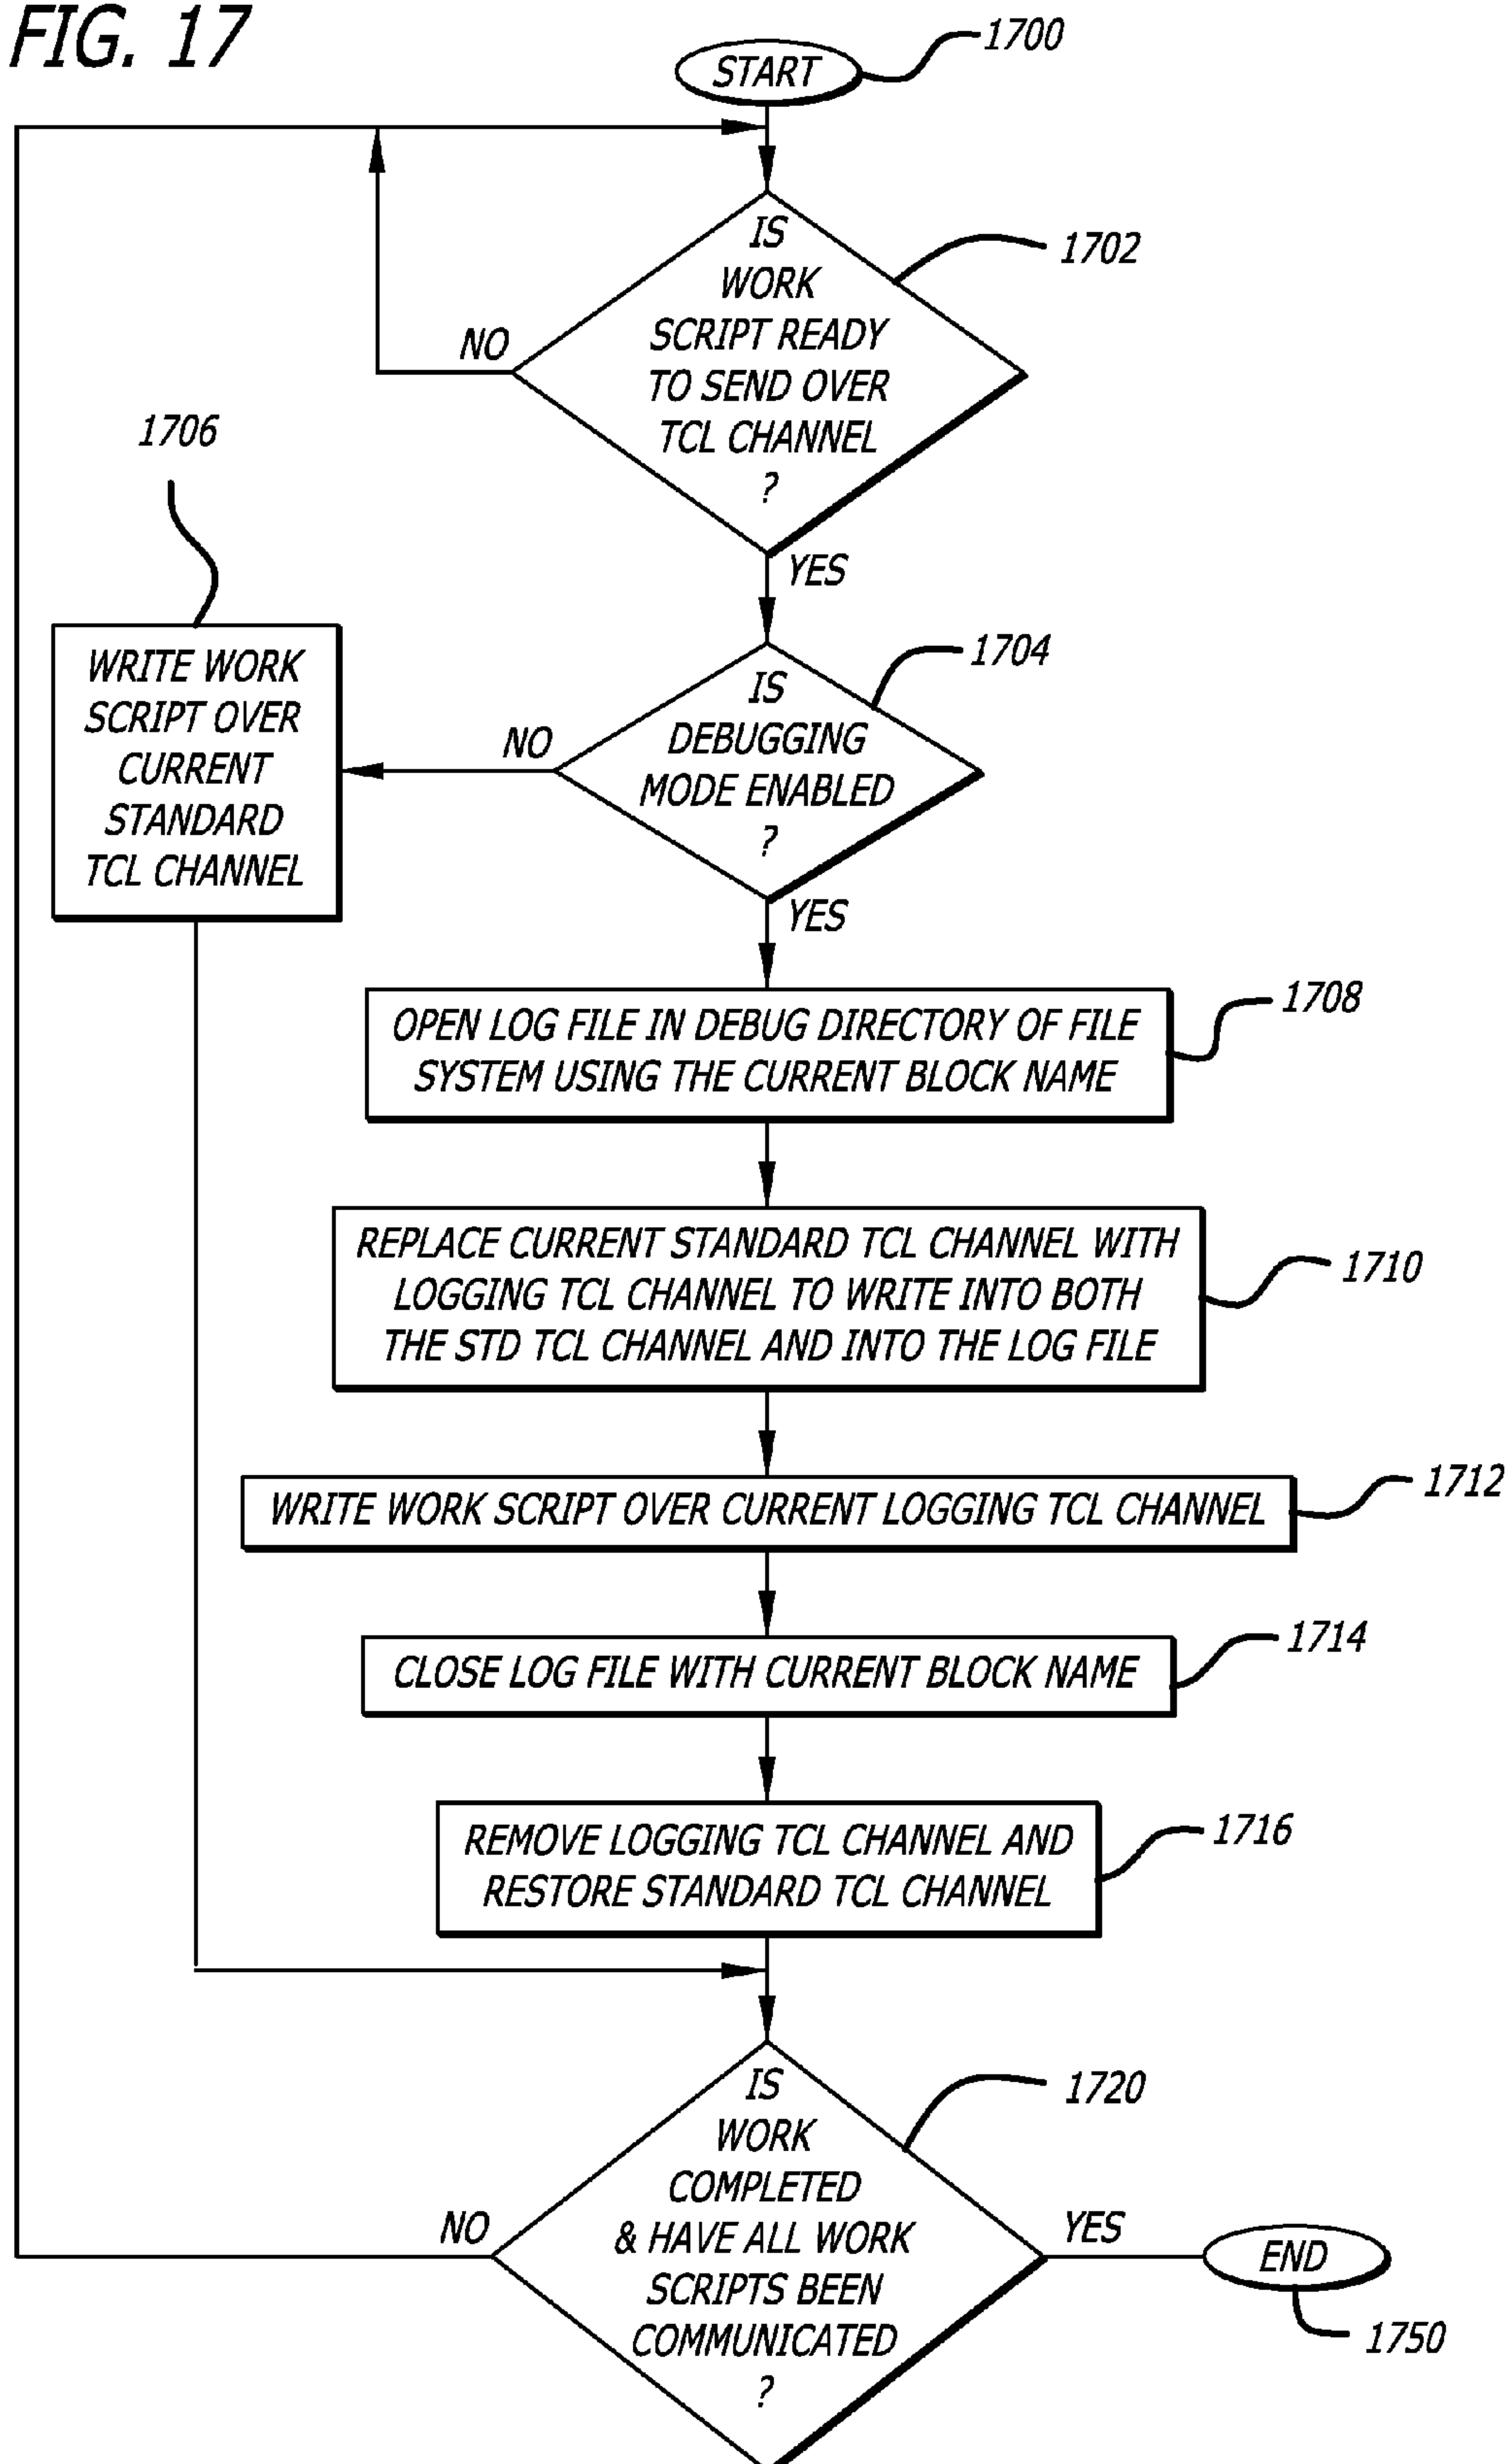 FIG. 17
START
1700
IS
WORK
SCRIPT READY
TO SEND OVER
TCL CHANNEL
?
1702
NO
YES
1706
WRITE WORK
SCRIPT OVER
CURRENT
STANDARD
TCL CHANNEL
IS
DEBUGGING
MODE ENABLED
?
1704
NO
YES
OPEN LOG FILE IN DEBUG DIRECTORY OF FILE
SYSTEM USING THE CURRENT BLOCK NAME
1708
REPLACE CURRENT STANDARD TCL CHANNEL WITH
LOGGING TCL CHANNEL TO WRITE INTO BOTH
THE STD TCL CHANNEL AND INTO THE LOG FILE
1710
WRITE WORK SCRIPT OVER CURRENT LOGGING TCL CHANNEL
1712
CLOSE LOG FILE WITH CURRENT BLOCK NAME
1714
REMOVE LOGGING TCL CHANNEL AND
RESTORE STANDARD TCL CHANNEL
1716
IS
WORK
COMPLETED
& HAVE ALL WORK
SCRIPTS BEEN
COMMUNICATED
?
1720
NO
YES
END
1750